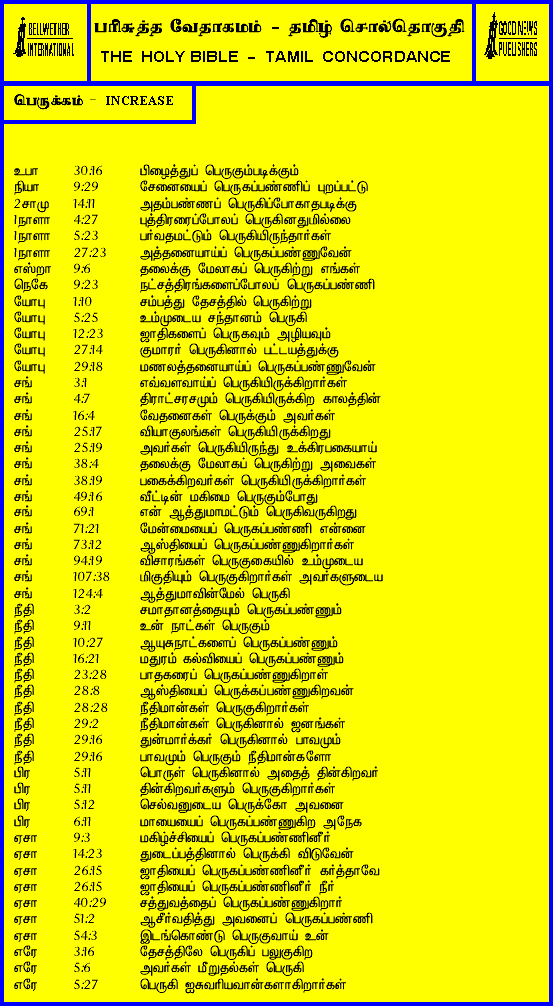 BELLWETHER INTERNATIONAL
பரிசுத்த வேதாகமம் - தமிழ் சொல்தொகுதி
THE HOLY BIBLE - TAMIL CONCORDANCE
GOOD NEWS PUBLISHERS
பெருக்கம் - INCREASE
உபா 30:16 பிழைத்துப் பெருகும்படிக்கும்
நியா 9:29 சேனையைப் பெருகப்பண்ணிப் புறப்பட்டு
2சாமு 14:11 அதம்பண்ணப் பெருகிப்போகாதபடிக்கு
1நாளா 4:27 புத்திரரைப்போலப் பெருகினதுமில்லை
1நாளா 5:23 பர்வதமட்டும் பெருகியிருந்தார்கள்
1நாளா 27:23 அத்தனையாய்ப் பெருகப்பண்ணுவேன்
எஸ்றா 9:6 தலைக்கு மேலாகப் பெருகிற்று எங்கள்
நெகே 9:23 நட்சத்திரங்களைப்போலப் பெருகப்பண்ணி
யோபு 1:10 சம்பத்து தேசத்தில் பெருகிற்று
யோபு 5:25 உம்முடைய சந்தானம் பெருகி
யோபு 12:23 ஜாதிகளைப் பெருகவும் அழியவும்
யோபு 27:14 குமாரர் பெருகினால் பட்டயத்துக்கு
யோபு 29:18 மணலத்தனையாய்ப் பெருகப்பண்ணுவேன்
சங் 3:1 எவ்வளவாய்ப் பெருகியிருக்கிறார்கள்
சங் 4:7 திராட்சரசமும் பெருகியிருக்கிற காலத்தின்
சங் 16:4 வேதனைகள் பெருக்கும் அவர்கள்
சங் 25:17 வியாகுலங்கள் பெருகியிருக்கிறது
சங் 25:19 அவர்கள் பெருகியிருந்து உக்கிரபகையாய்
சங் 38:4 தலைக்கு மேலாகப் பெருகிற்று அவைகள்
சங் 38:19 பகைக்கிறவர்கள் பெருகியிருக்கிறார்கள்
சங் 49:16 வீட்டின் மகிமை பெருகும்போது
சங் 69:1 என் ஆத்துமாமட்டும் பெருகிவருகிறது
சங் 71:21 மேன்மையைப் பெருகப்பண்ணி என்னை
சங் 73:12 ஆஸ்தியைப் பெருகப்பண்ணுகிறார்கள்
சங் 94:19 விசாரங்கள் பெருகுகையில் உம்முடைய
சங் 107:38 மிகுதியும் பெருகுகிறார்கள் அவர்களுடைய
சங் 124:4 ஆத்துமாவின்மேல் பெருகி
நீதி 3:2 சமாதானத்தையும் பெருகப்பண்ணும்
நீதி 9:11 உன் நாட்கள் பெருகும்
நீதி 10:27 ஆயுசுநாட்களைப் பெருகப்பண்ணும்
நீதி 16:21 மதுரம் கல்வியைப் பெருகப்பண்ணும்
நீதி 23:28 பாதகரைப் பெருகப்பண்ணுகிறாள்
நீதி 28:8 ஆஸ்தியைப் பெருக்கப்பண்ணுகிறவன்
நீதி 28:28 நீதிமான்கள் பெருகுகிறார்கள்
நீதி 29:2 நீதிமான்கள் பெருகினால் ஜனங்கள்
நீதி 29:16 துன்மார்க்கர் பெருகினால் பாவமும்
நீதி 29:16 பாவமும் பெருகும் நீதிமான்களோ
பிர 5:11 பொருள் பெருகினால் அதைத் தின்கிறவர்
பிர 5:11 தின்கிறவர்களும் பெருகுகிறார்கள்
பிர 5:12 செல்வனுடைய பெருக்கோ அவனை
பிர 6:11 மாயையைப் பெருகப்பண்ணுகிற அநேக
ஏசா 9:3 மகிழ்ச்சியைப் பெருகப்பண்ணினீர்
ஏசா 14:23 துடைப்பத்தினால் பெருக்கி விடுவேன்
ஏசா 26:15 ஜாதியைப் பெருகப்பண்ணினீர் கர்த்தாவே
ஏசா 26:15 ஜாதியைப் பெருகப்பண்ணினீர் நீர்
ஏசா 40:29 சத்துவத்தைப் பெருகப்பண்ணுகிறார்
ஏசா 51:2 ஆசீர்வதித்து அவனைப் பெருகப்பண்ணி
ஏசா 54:3 இடங்கொண்டு பெருகுவாய் உன்
எரே 3:16 தேசத்திலே பெருகிப் பலுகுகிற
எரே 5:6 அவர்கள் மீறுதல்கள் பெருகி
எரே 5:27 பெருகி ஐசுவரியவான்களாகிறார்கள்